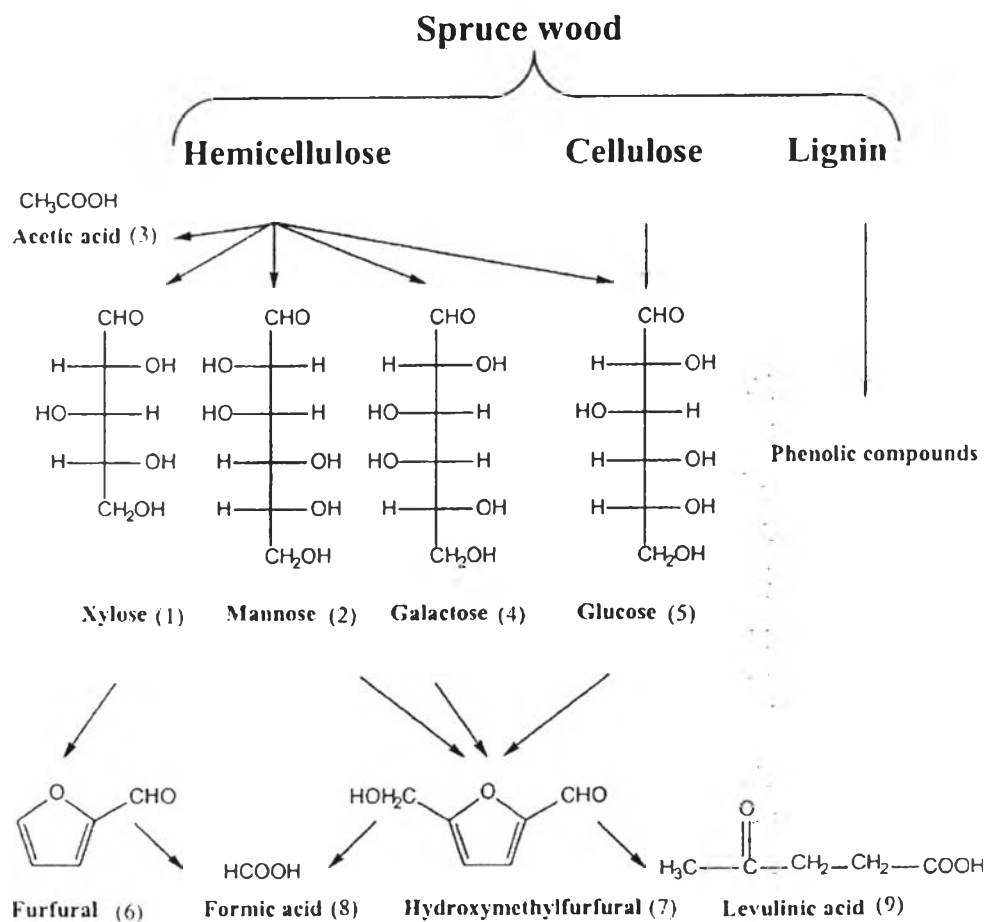 Spruce wood
Hemicellulose Cellulose Lignin
CH3COOH
Acetic acid (3)
CHO CHO CHO CHO
H OH HO H H OH H OH
HO H HO H HO H HO H
H OH H OH HO H H OH
CH2OH H OH H OH H OH
CH2OH CH2OH CH2OH
Phenolic compounds
Xylose (1) Mannose (2) Galactose (4) Glucose (5)
O CHO HOH2C O CHO O
HCOOH H3C C CH2 CH2 COOH
Furfural (6) Formic acid (8) Hydroxymethylfurfural (7) Levulinic acid (9)